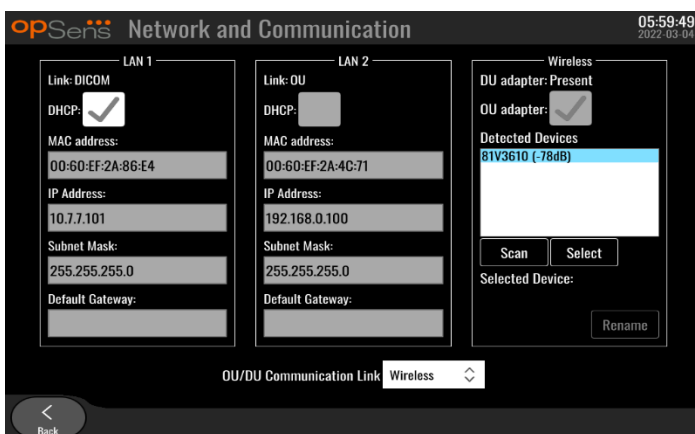 opSens Network and Communication
05:59:49
2022-03-04
LAN 1
Link: DICOM
DHCP:
MAC address:
00:60:EF:2A:86:E4
IP Address:
10.7.7.101
Subnet Mask:
255.255.255.0
Default Gateway:
LAN 2
Link: OU
DHCP:
MAC address:
00:60:EF:2A:4C:71
IP Address:
192.168.0.100
Subnet Mask:
255.255.255.0
Default Gateway:
Wireless
DU adapter: Present
OU adapter:
Detected Devices
81V3610 (-78dB)
Scan Select
Selected Device:
Rename
OU/DU Communication Link Wireless
Back